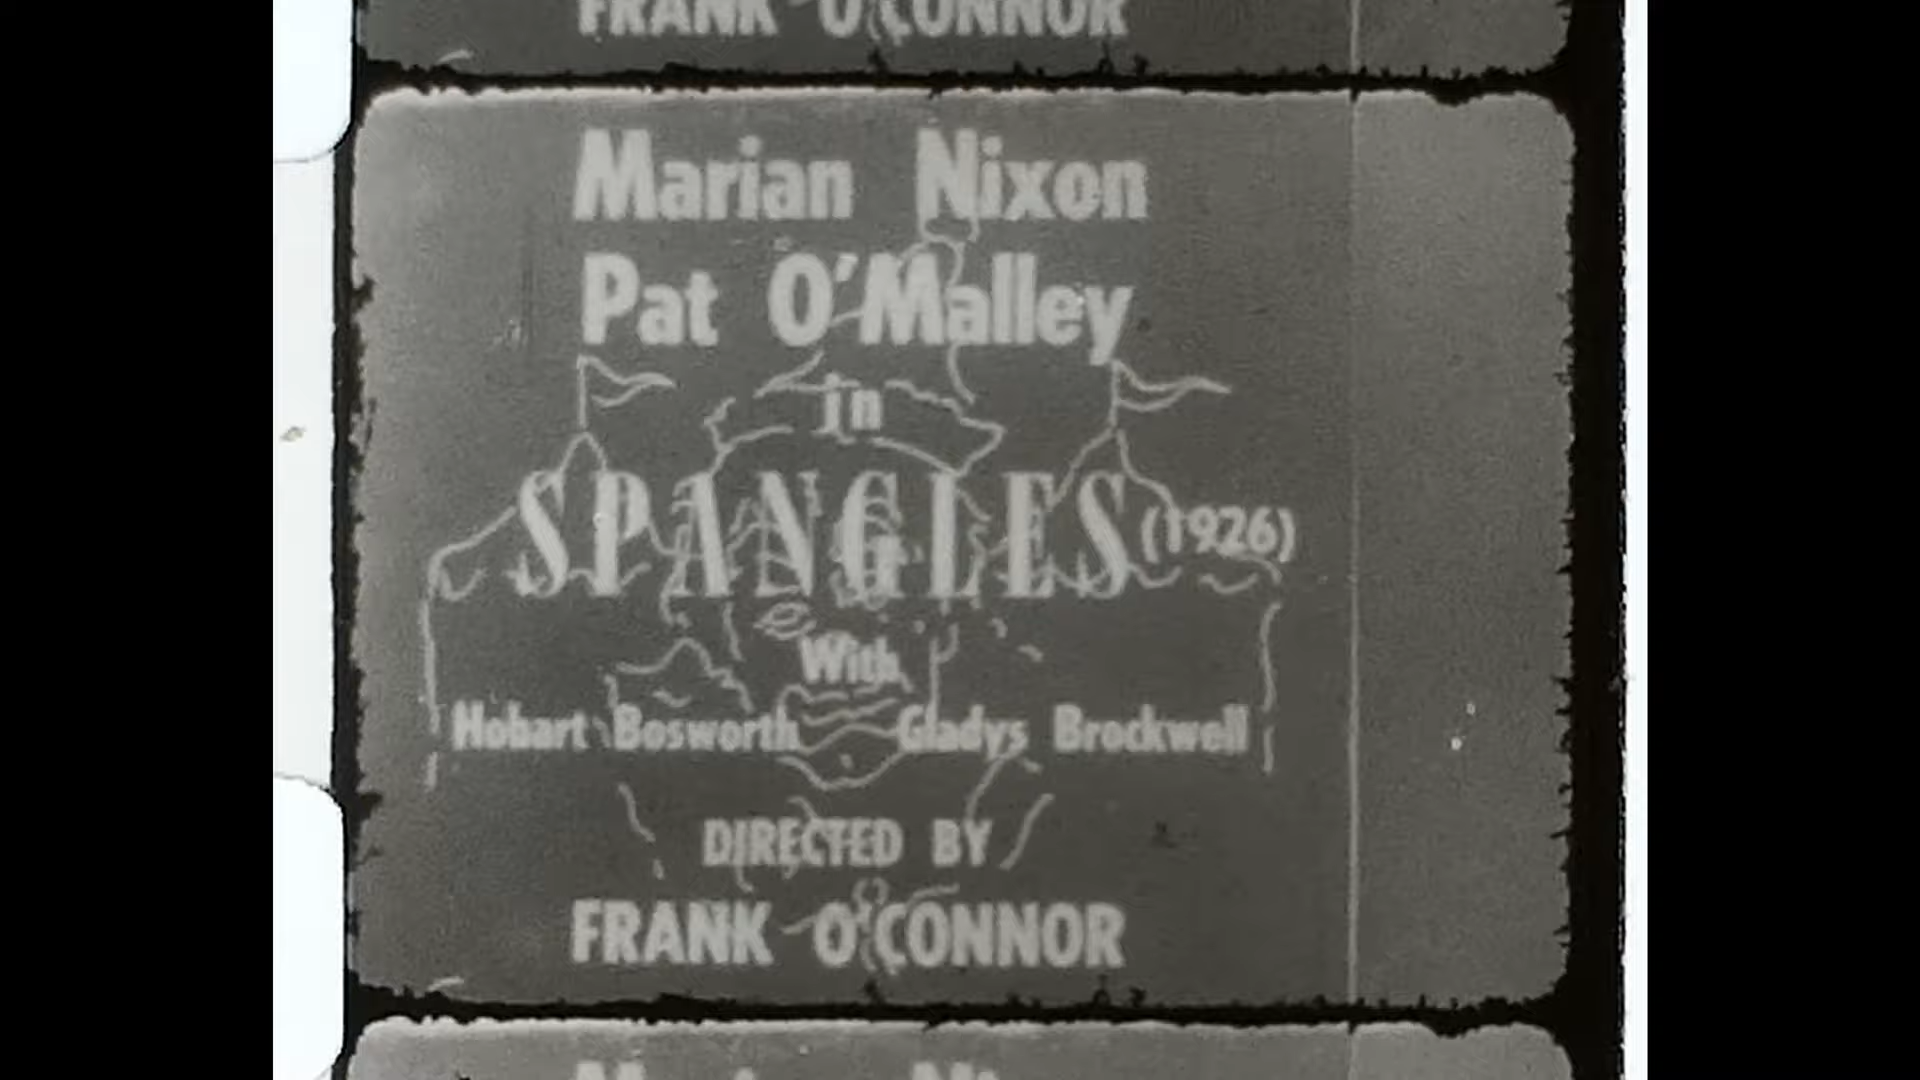 FRANK O'CONNOR
Marian Nixon
Pat O'Malley
in
SPANGLES (1926)
With
Hobart Bosworth Gladys Brockwell
DIRECTED BY
FRANK O'CONNOR